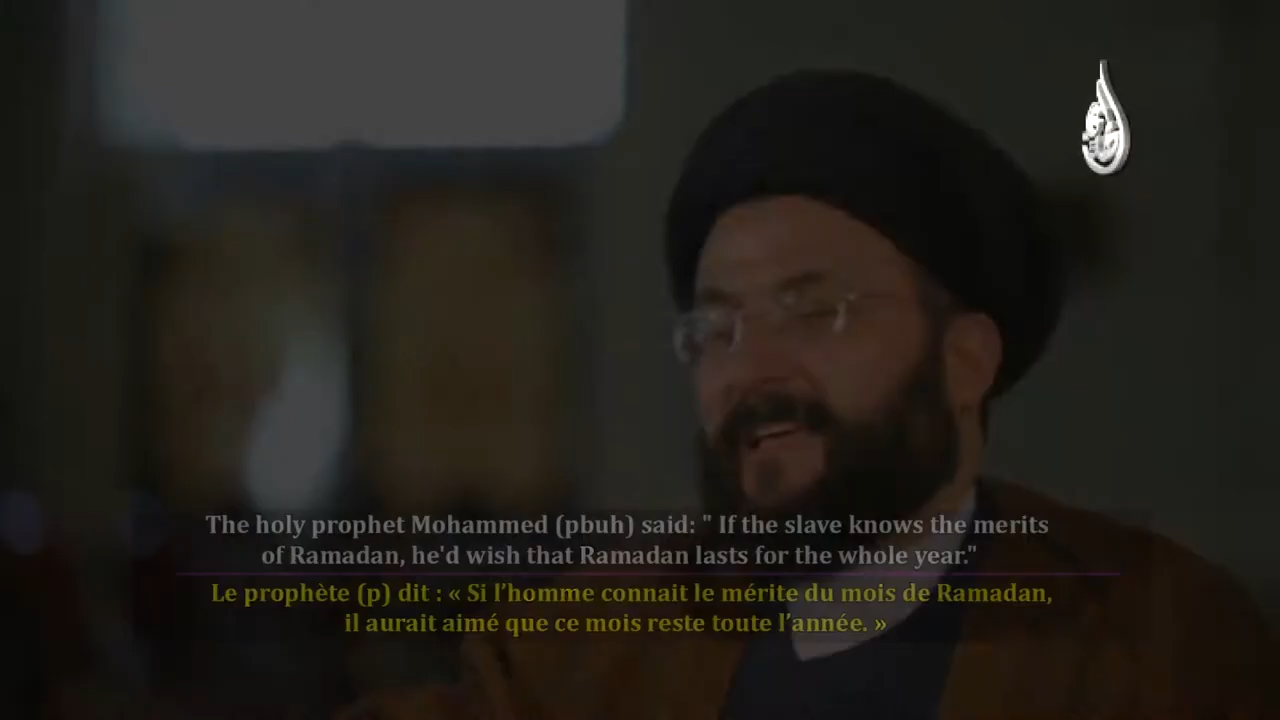 The holy prophet Mohammed (pbuh) said: " If the slave knows the merits
of Ramadan, he'd wish that Ramadan lasts for the whole year."
Le prophète (p) dit : « Si l'homme connait le mérite du mois de Ramadan,
il aurait aimé que ce mois reste toute l'année. »